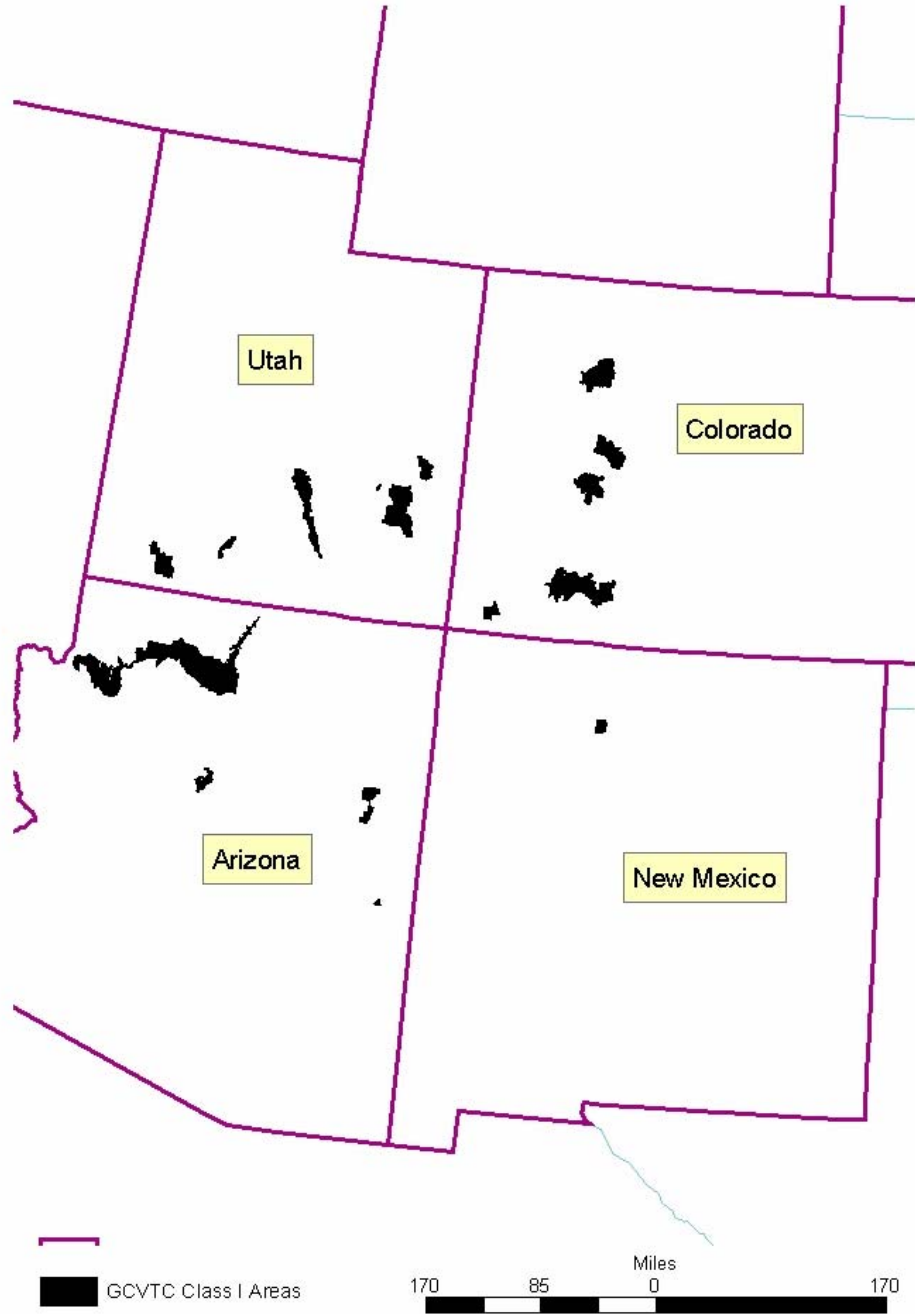 Utah
Colorado
Arizona
New Mexico
GCVTC Class I Areas
Miles
170 85 0 170